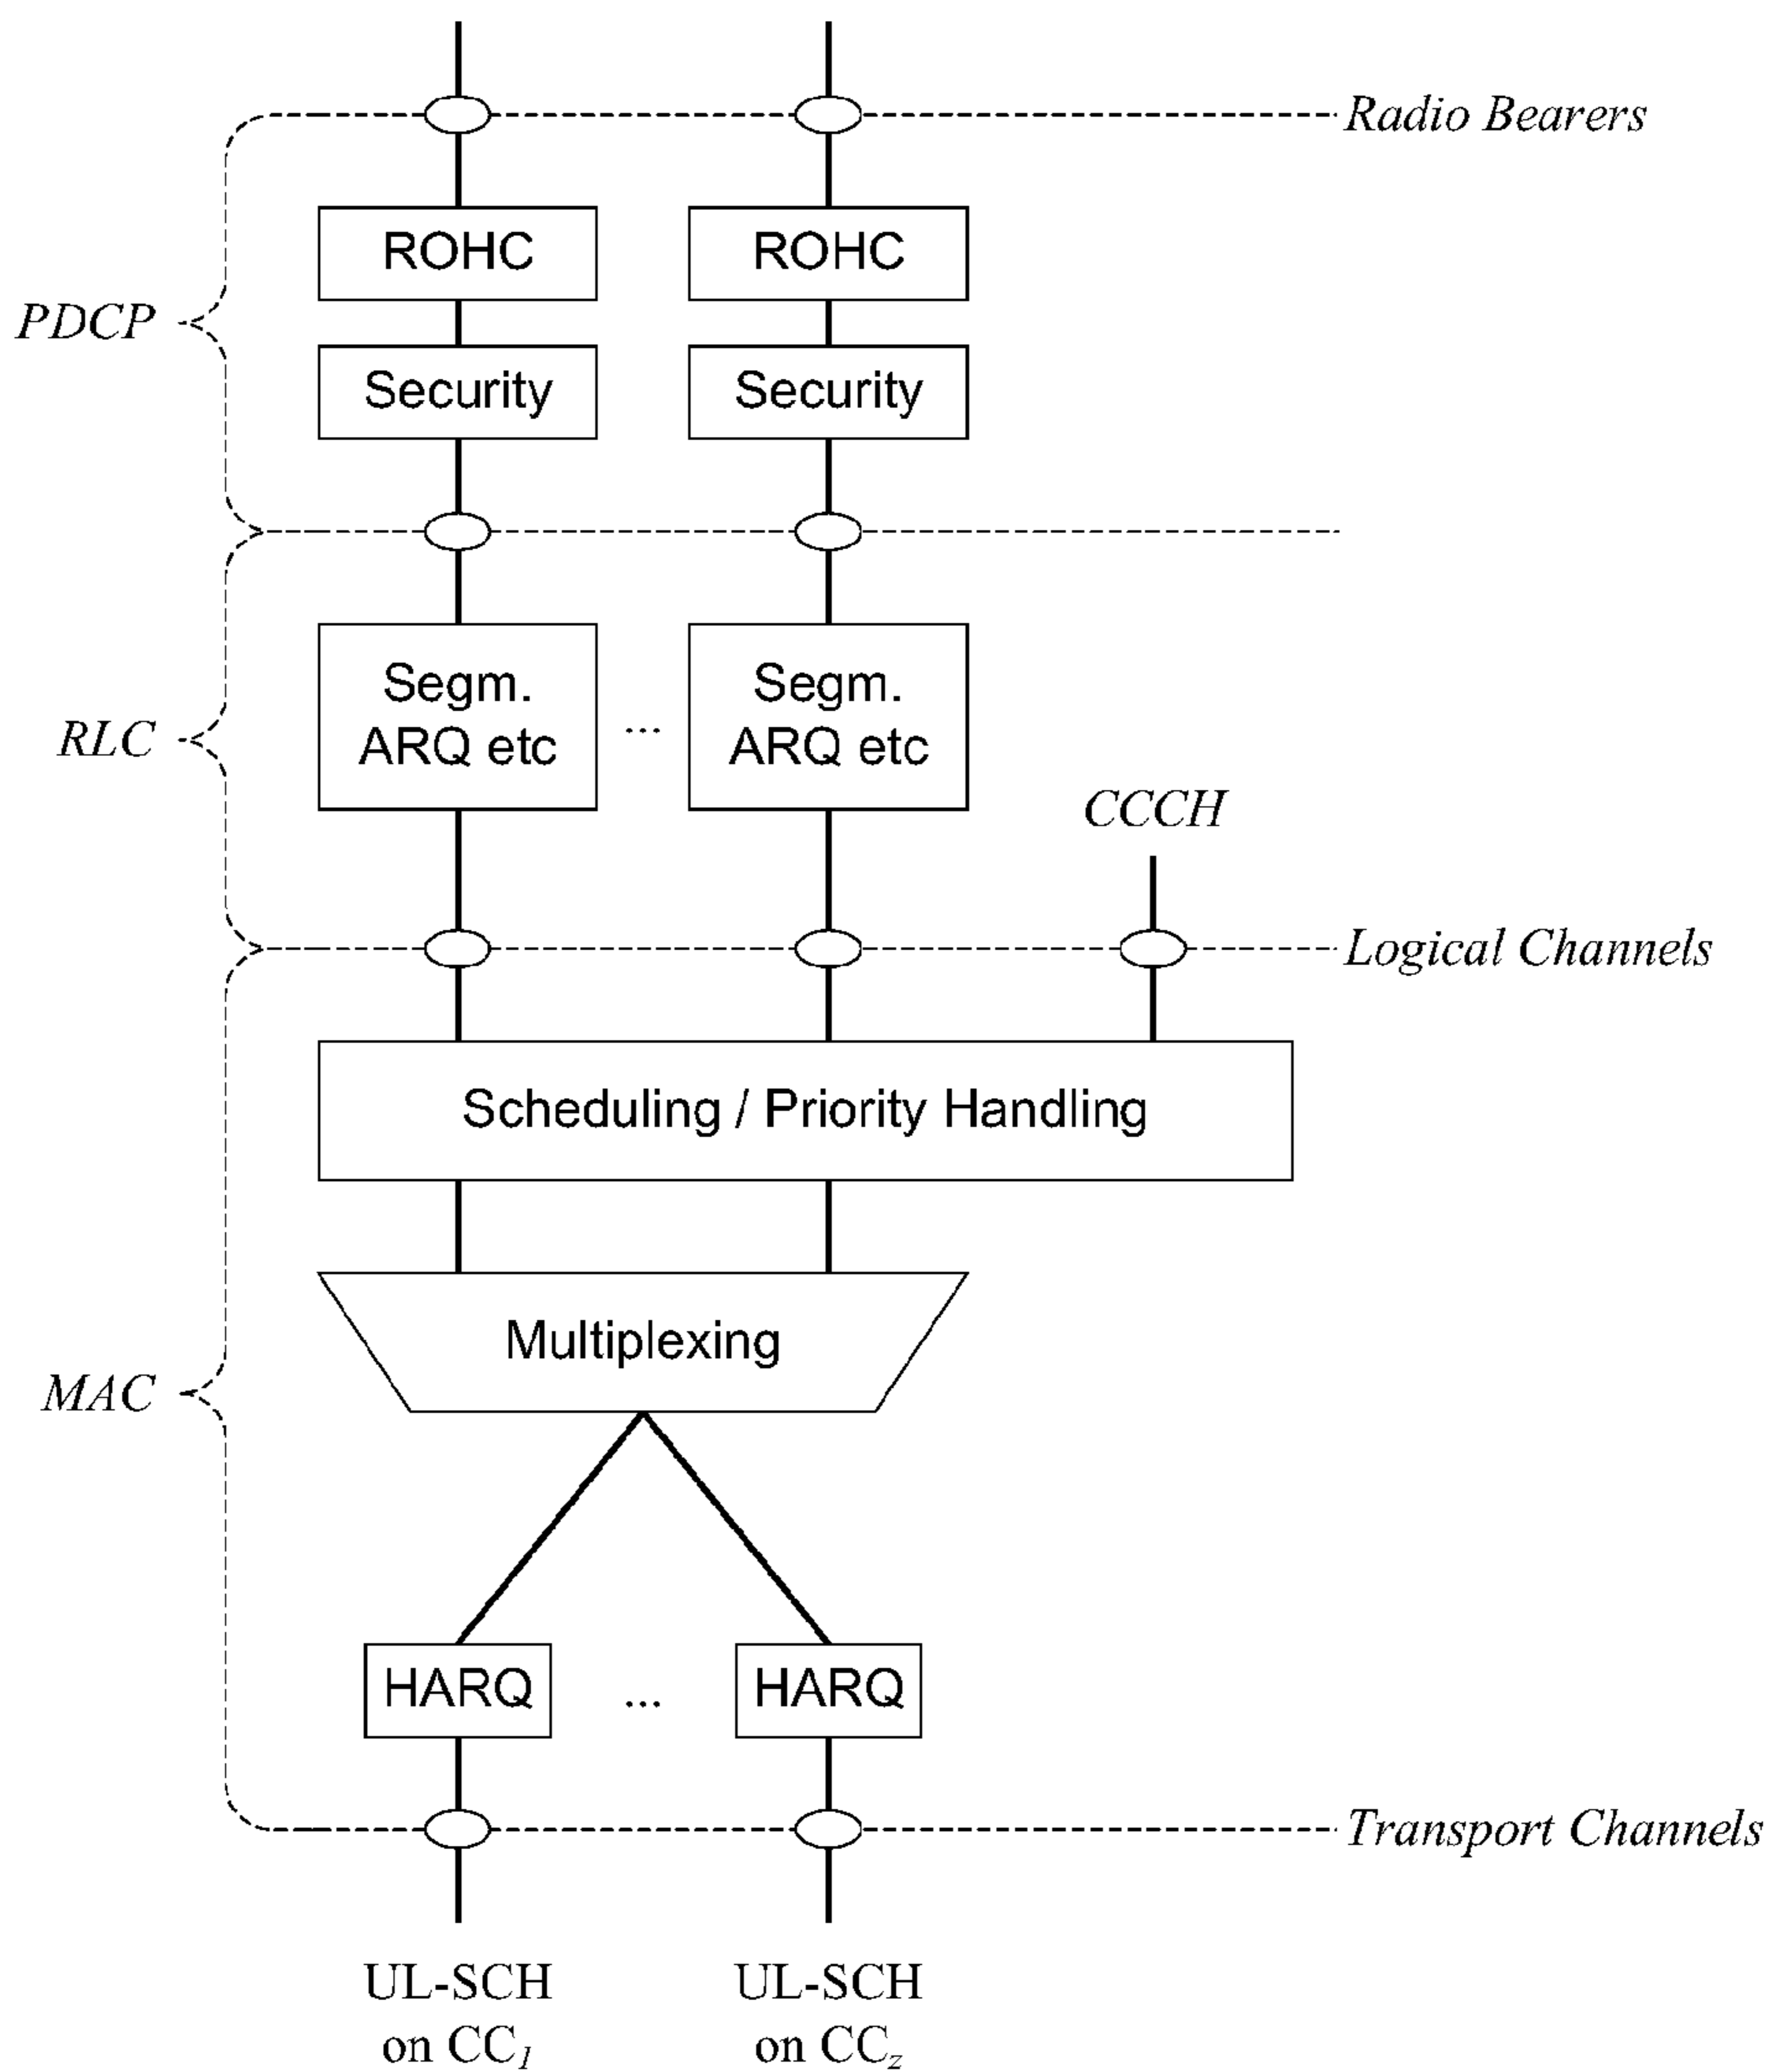 Radio Bearers
ROHC
ROHC
PDCP
Security
Security
Segm.
ARQ etc
...
Segm.
ARQ etc
RLC
CCCH
Logical Channels
Scheduling / Priority Handling
Multiplexing
MAC
HARQ
...
HARQ
Transport Channels
UL-SCH
on CC1
UL-SCH
on CCz